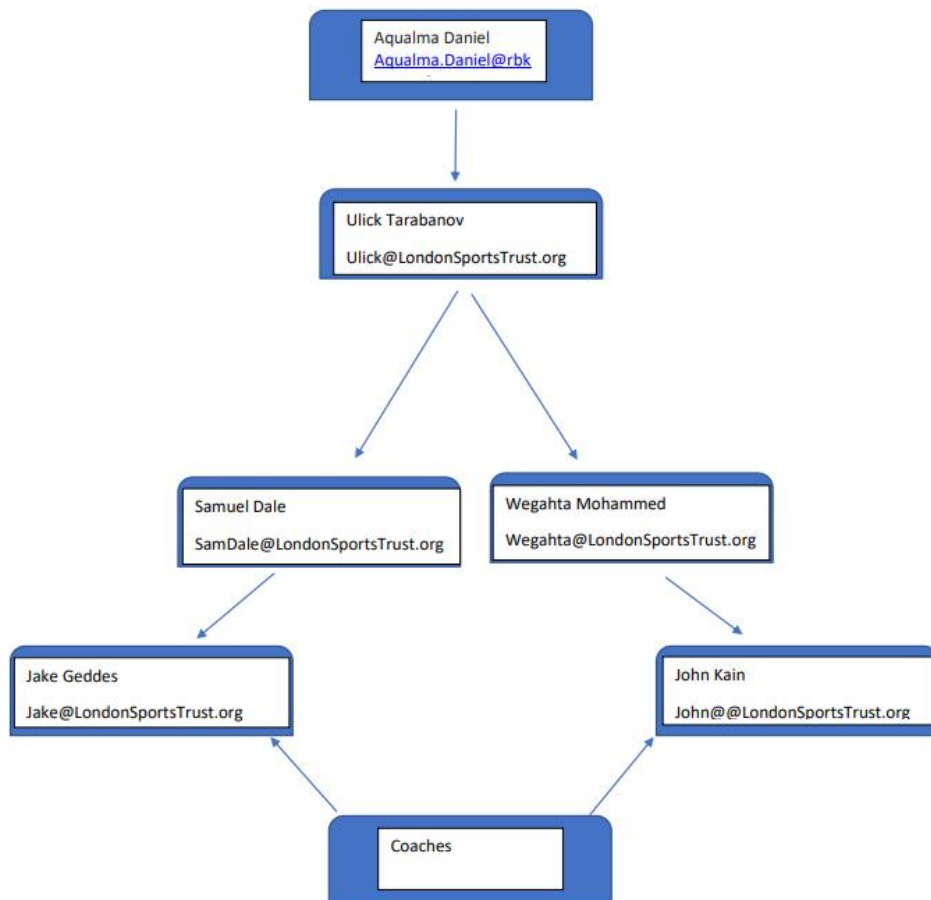 Aqualma Daniel
Aqualma.Daniel@rbk
Ulick Tarabanov
Ulick@LondonSportsTrust.org
Samuel Dale
SamDale@LondonSportsTrust.org
Wegahta Mohammed
Wegahta@LondonSportsTrust.org
Jake Geddes
Jake@LondonSportsTrust.org
John Kain
John@@LondonSportsTrust.org
Coaches